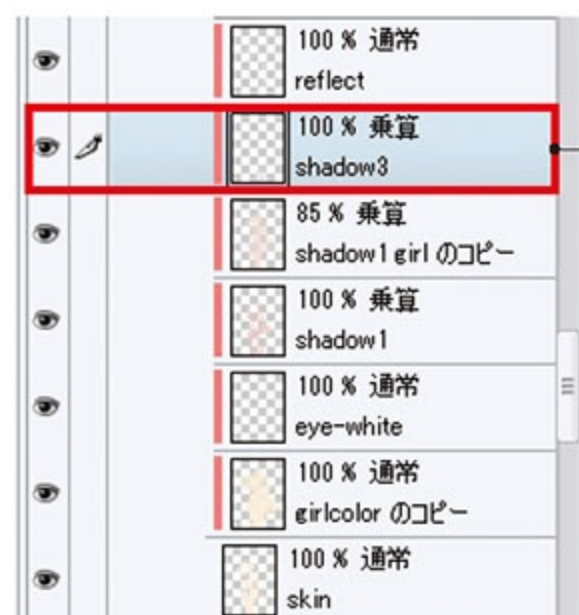 100 % 通常
reflect
100 % 乗算
shadow3
85 % 乗算
shadow1 girl のコピー
100 % 乗算
shadow1
100 % 通常
eye-white
100 % 通常
girlcolor のコピー
100 % 通常
skin